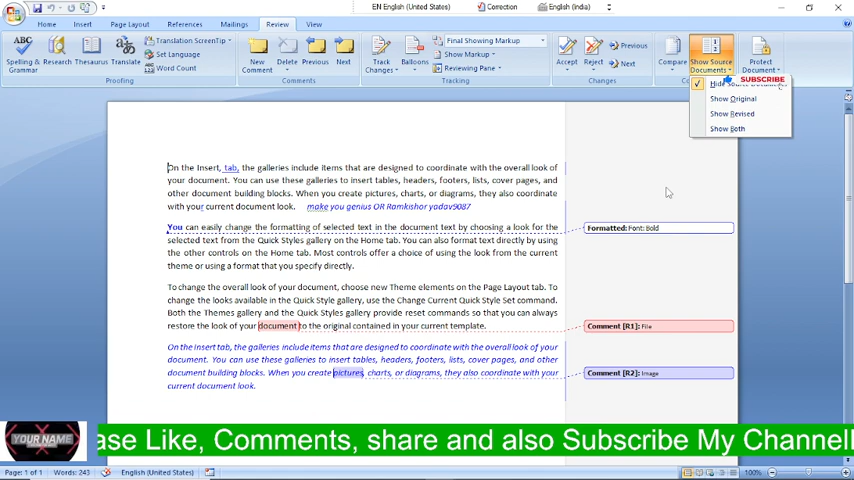 EN English (United States)
Correction
English (India)
Home
Insert
Page Layout
References
Mailings
Review
View
Spelling & Grammar
Research
Thesaurus
Translate
Translation ScreenTip
Set Language
Word Count
Proofing
New Comment
Delete
Previous
Next
Comments
Track Changes
Balloons
Final Showing Markup
Show Markup
Reviewing Pane
Tracking
Accept
Reject
Previous
Next
Changes
Compare
Show Source Documents
Protect Document
SUBSCRIBE
Show Original
Show Revised
Show Both
On the Insert, tab, the galleries include items that are designed to coordinate with the overall look of
your document. You can use these galleries to insert tables, headers, footers, lists, cover pages, and
other document building blocks. When you create pictures, charts, or diagrams, they also coordinate
with your current document look. make you genius OR Ramkishor yadav9087
You can easily change the formatting of selected text in the document text by choosing a look for the
selected text from the Quick Styles gallery on the Home tab. You can also format text directly by using
the other controls on the Home tab. Most controls offer a choice of using the look from the current
theme or using a format that you specify directly.
Formatted: Font: Bold
To change the overall look of your document, choose new Theme elements on the Page Layout tab. To
change the looks available in the Quick Style gallery, use the Change Current Quick Style Set command.
Both the Themes gallery and the Quick Styles gallery provide reset commands so that you can always
restore the look of your document to the original contained in your current template.
Comment [R1]: File
On the Insert tab, the galleries include items that are designed to coordinate with the overall look of your
document. You can use these galleries to insert tables, headers, footers, lists, cover pages, and other
document building blocks. When you create pictures, charts, or diagrams, they also coordinate with your
current document look.
Comment [R2]: Image
YOUR NAME
ase Like, Comments, share and also Subscribe My Channel
Page: 1 of 1
Words: 243
English (United States)
100%